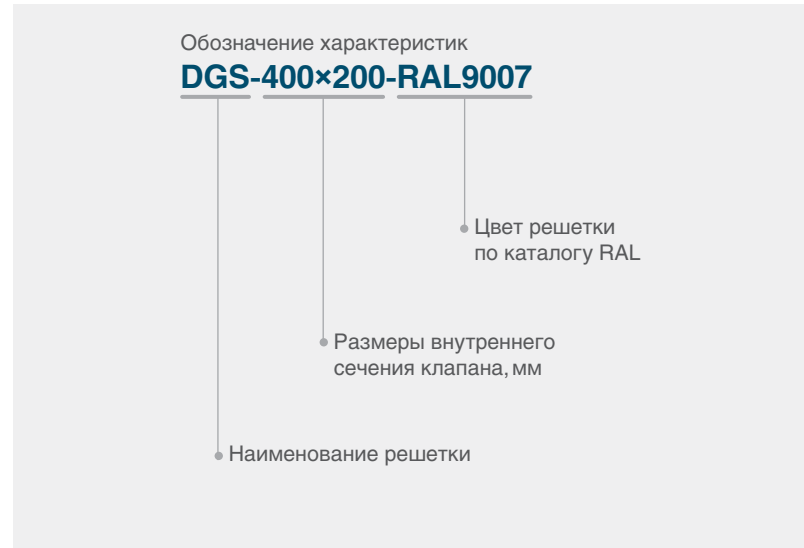 Обозначение характеристик
DGS-400×200-RAL9007
Цвет решетки
по каталогу RAL
Размеры внутреннего
сечения клапана, мм
Наименование решетки